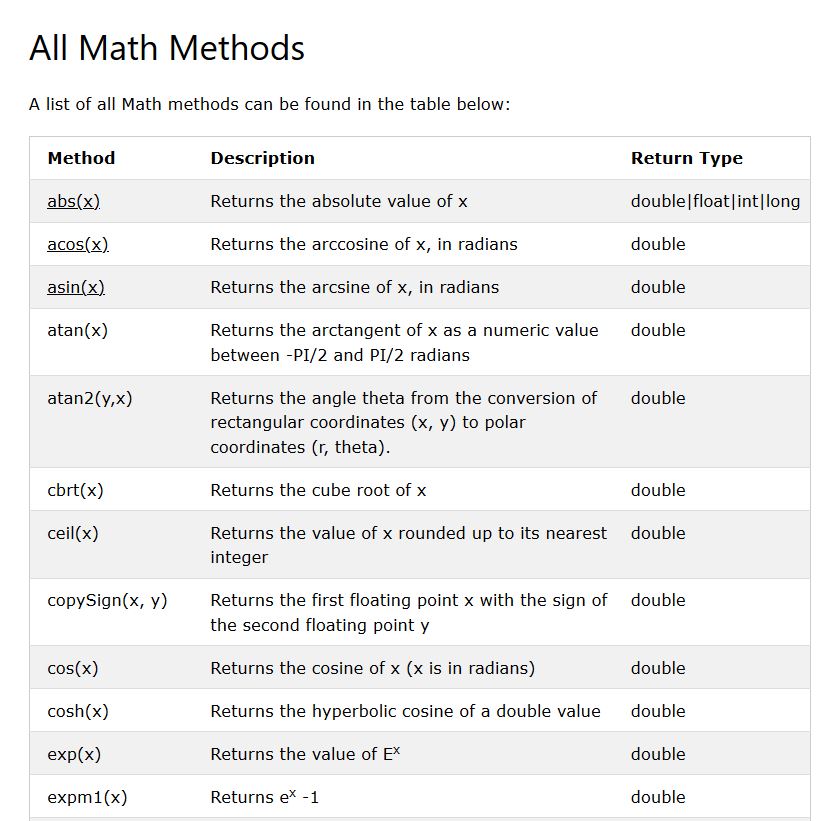 All Math Methods
A list of all Math methods can be found in the table below:
Method Description Return Type
abs(x) Returns the absolute value of x double|float|int|long
acos(x) Returns the arccosine of x, in radians double
asin(x) Returns the arcsine of x, in radians double
atan(x) Returns the arctangent of x as a numeric value double
between -PI/2 and PI/2 radians
atan2(y,x) Returns the angle theta from the conversion of double
rectangular coordinates (x, y) to polar
coordinates (r, theta).
cbrt(x) Returns the cube root of x double
ceil(x) Returns the value of x rounded up to its nearest double
integer
copySign(x, y) Returns the first floating point x with the sign of double
the second floating point y
cos(x) Returns the cosine of x (x is in radians) double
cosh(x) Returns the hyperbolic cosine of a double value double
exp(x) Returns the value of Eˣ double
expm1(x) Returns eˣ -1 double